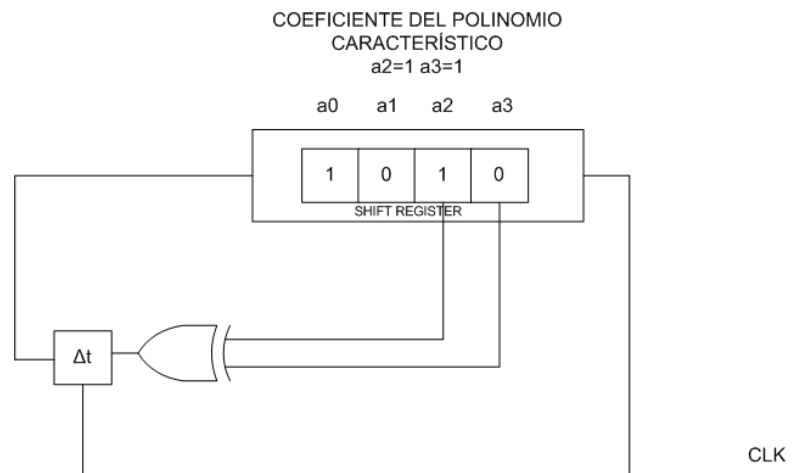 COEFICIENTE DEL POLINOMIO
CARACTERÍSTICO
a2=1 a3=1
a0 a1 a2 a3
1 0 1 0
SHIFT REGISTER
Δt
CLK